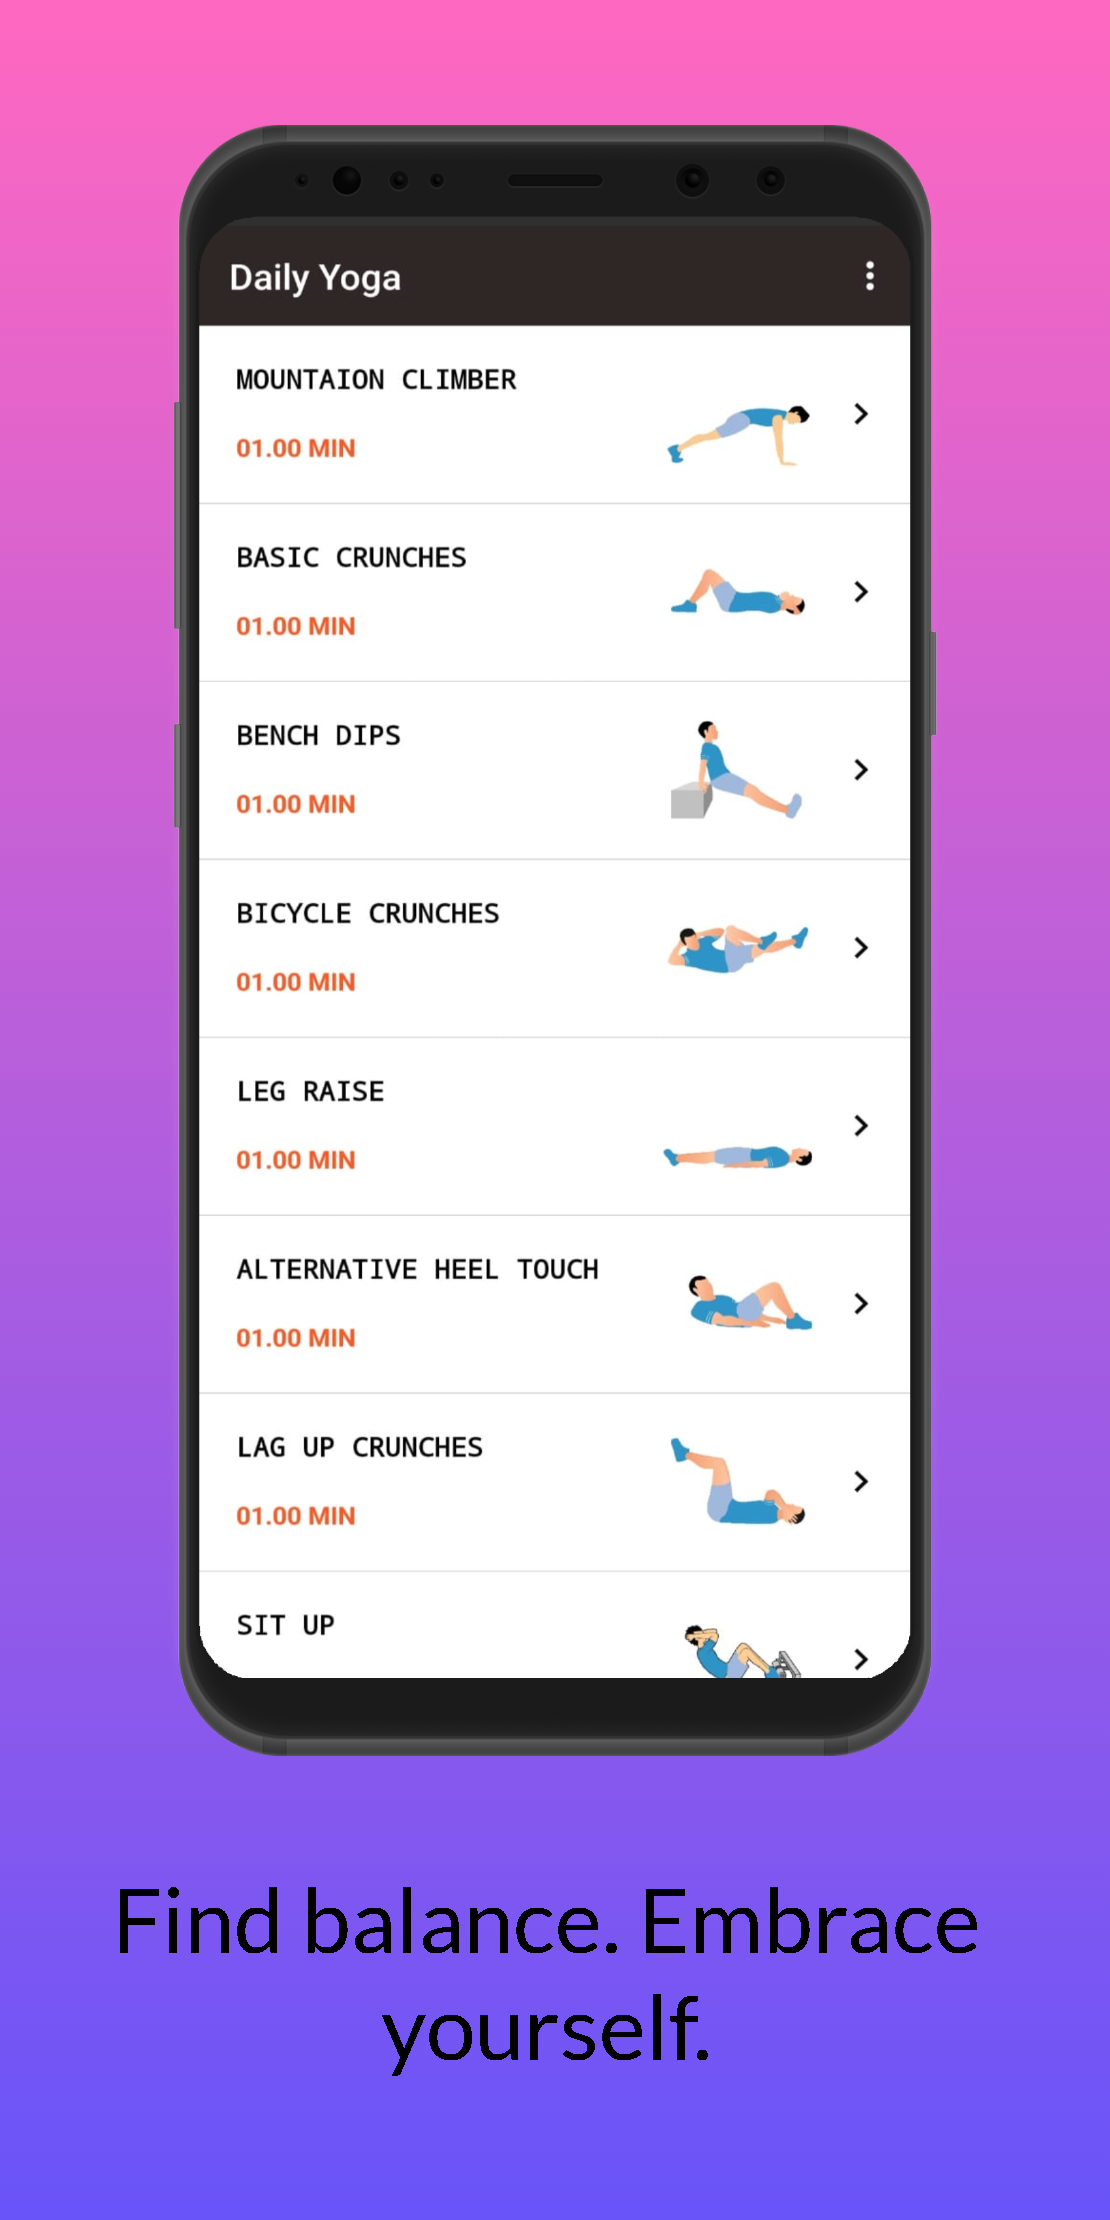 Daily Yoga
MOUNTAION CLIMBER
01.00 MIN
BASIC CRUNCHES
01.00 MIN
BENCH DIPS
01.00 MIN
BICYCLE CRUNCHES
01.00 MIN
LEG RAISE
01.00 MIN
ALTERNATIVE HEEL TOUCH
01.00 MIN
LAG UP CRUNCHES
01.00 MIN
SIT UP
Find balance. Embrace
yourself.